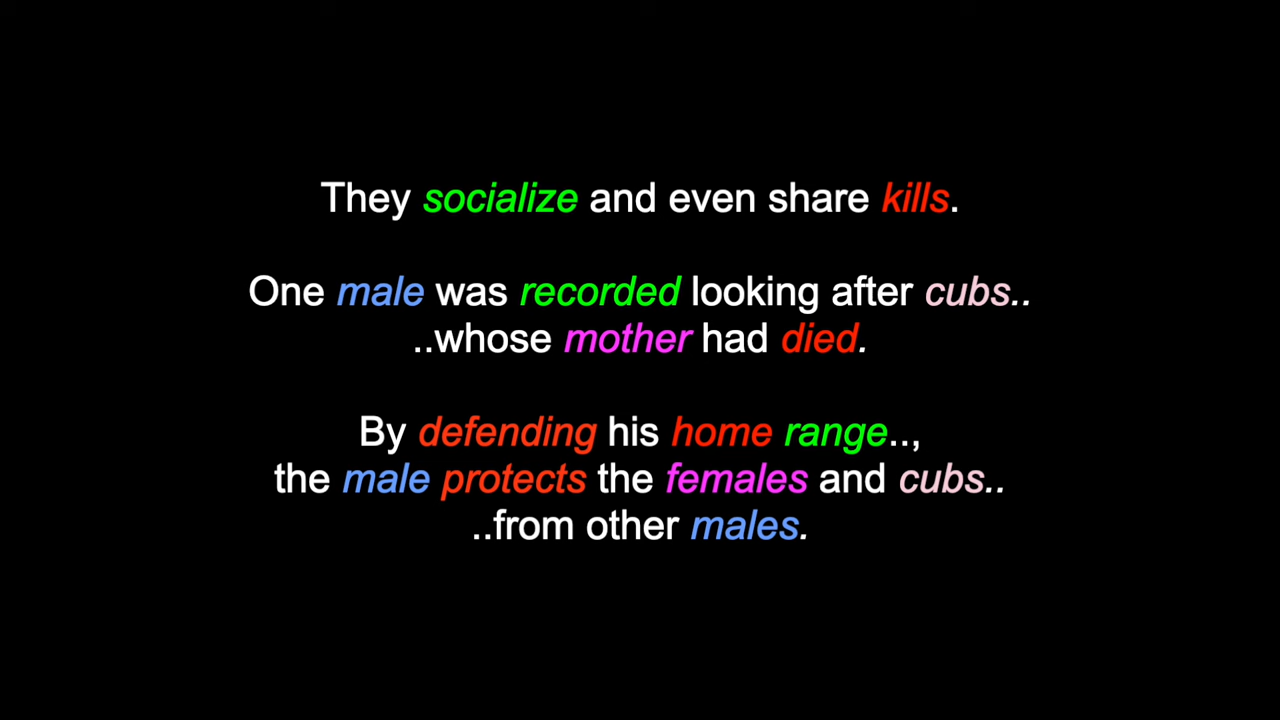 They socialize and even share kills.
One male was recorded looking after cubs..
..whose mother had died.
By defending his home range..,
the male protects the females and cubs..
..from other males.